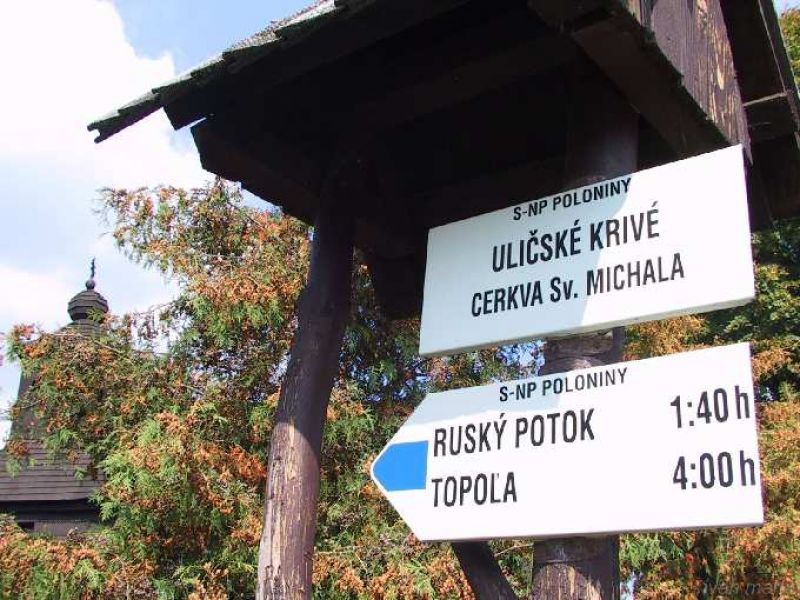 S-NP POLONINY
ULIČSKÉ KRIVÉ
CERKVA Sv. MICHALA
S-NP POLONINY
RUSKÝ POTOK 1:40 h
TOPOĽA 4:00 h